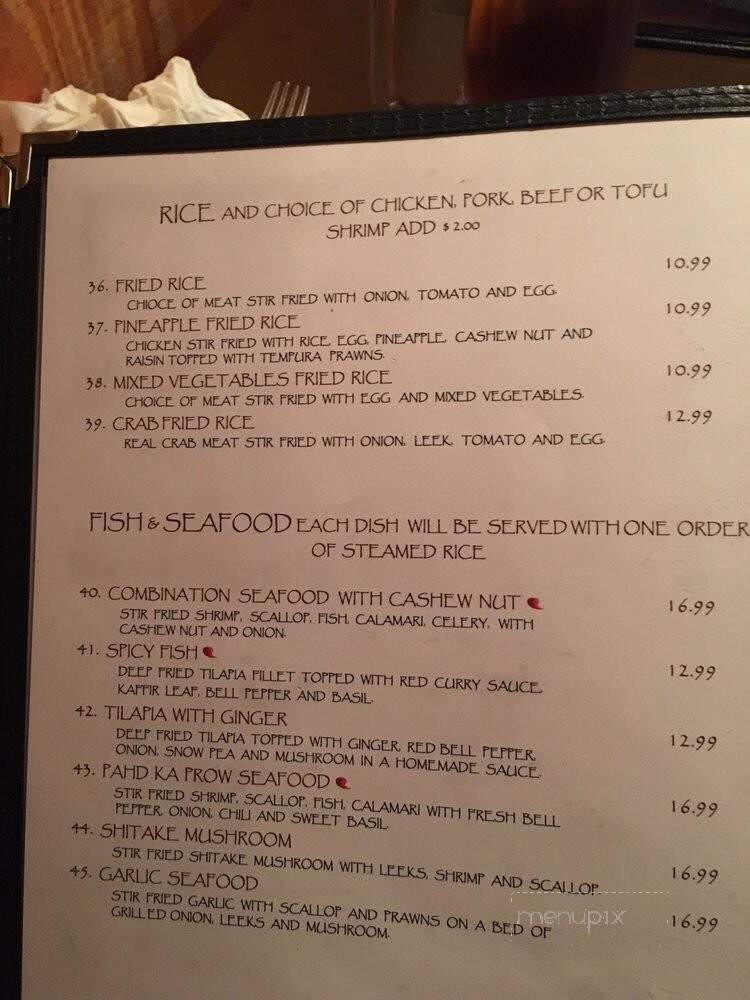 RICE AND CHOICE OF CHICKEN, PORK, BEEF OR TOFU
SHRIMP ADD $2.00
36. FRIED RICE 10.99
CHIOCE OF MEAT STIR FRIED WITH ONION, TOMATO AND EGG.
37. PINEAPPLE FRIED RICE 10.99
CHICKEN STIR FRIED WITH RICE, EGG, PINEAPPLE, CASHEW NUT AND
RAISIN TOPPED WITH TEMPURA PRAWNS.
38. MIXED VEGETABLES FRIED RICE 10.99
CHOICE OF MEAT STIR FRIED WITH EGG AND MIXED VEGETABLES.
39. CRAB FRIED RICE 12.99
REAL CRAB MEAT STIR FRIED WITH ONION, LEEK, TOMATO AND EGG.
FISH & SEAFOOD EACH DISH WILL BE SERVED WITH ONE ORDER
OF STEAMED RICE
40. COMBINATION SEAFOOD WITH CASHEW NUT 16.99
STIR FRIED SHRIMP, SCALLOP, FISH, CALAMARI, CELERY, WITH
CASHEW NUT AND ONION.
41. SPICY FISH 12.99
DEEP FRIED TILAPIA FILLET TOPPED WITH RED CURRY SAUCE,
KAFFIR LEAF, BELL PEPPER AND BASIL.
42. TILAPIA WITH GINGER 12.99
DEEP FRIED TILAPIA TOPPED WITH GINGER, RED BELL PEPPER,
ONION, SNOW PEA AND MUSHROOM IN A HOMEMADE SAUCE.
43. PAHD KA PROW SEAFOOD 16.99
STIR FRIED SHRIMP, SCALLOP, FISH, CALAMARI WITH FRESH BELL
PEPPER, ONION, CHILI AND SWEET BASIL.
44. SHITAKE MUSHROOM 16.99
STIR FRIED SHITAKE MUSHROOM WITH LEEKS, SHRIMP AND SCALLOP.
45. GARLIC SEAFOOD 16.99
STIR FRIED GARLIC WITH SCALLOP AND PRAWNS ON A BED OF
GRILLED ONION, LEEKS AND MUSHROOM.
menupix